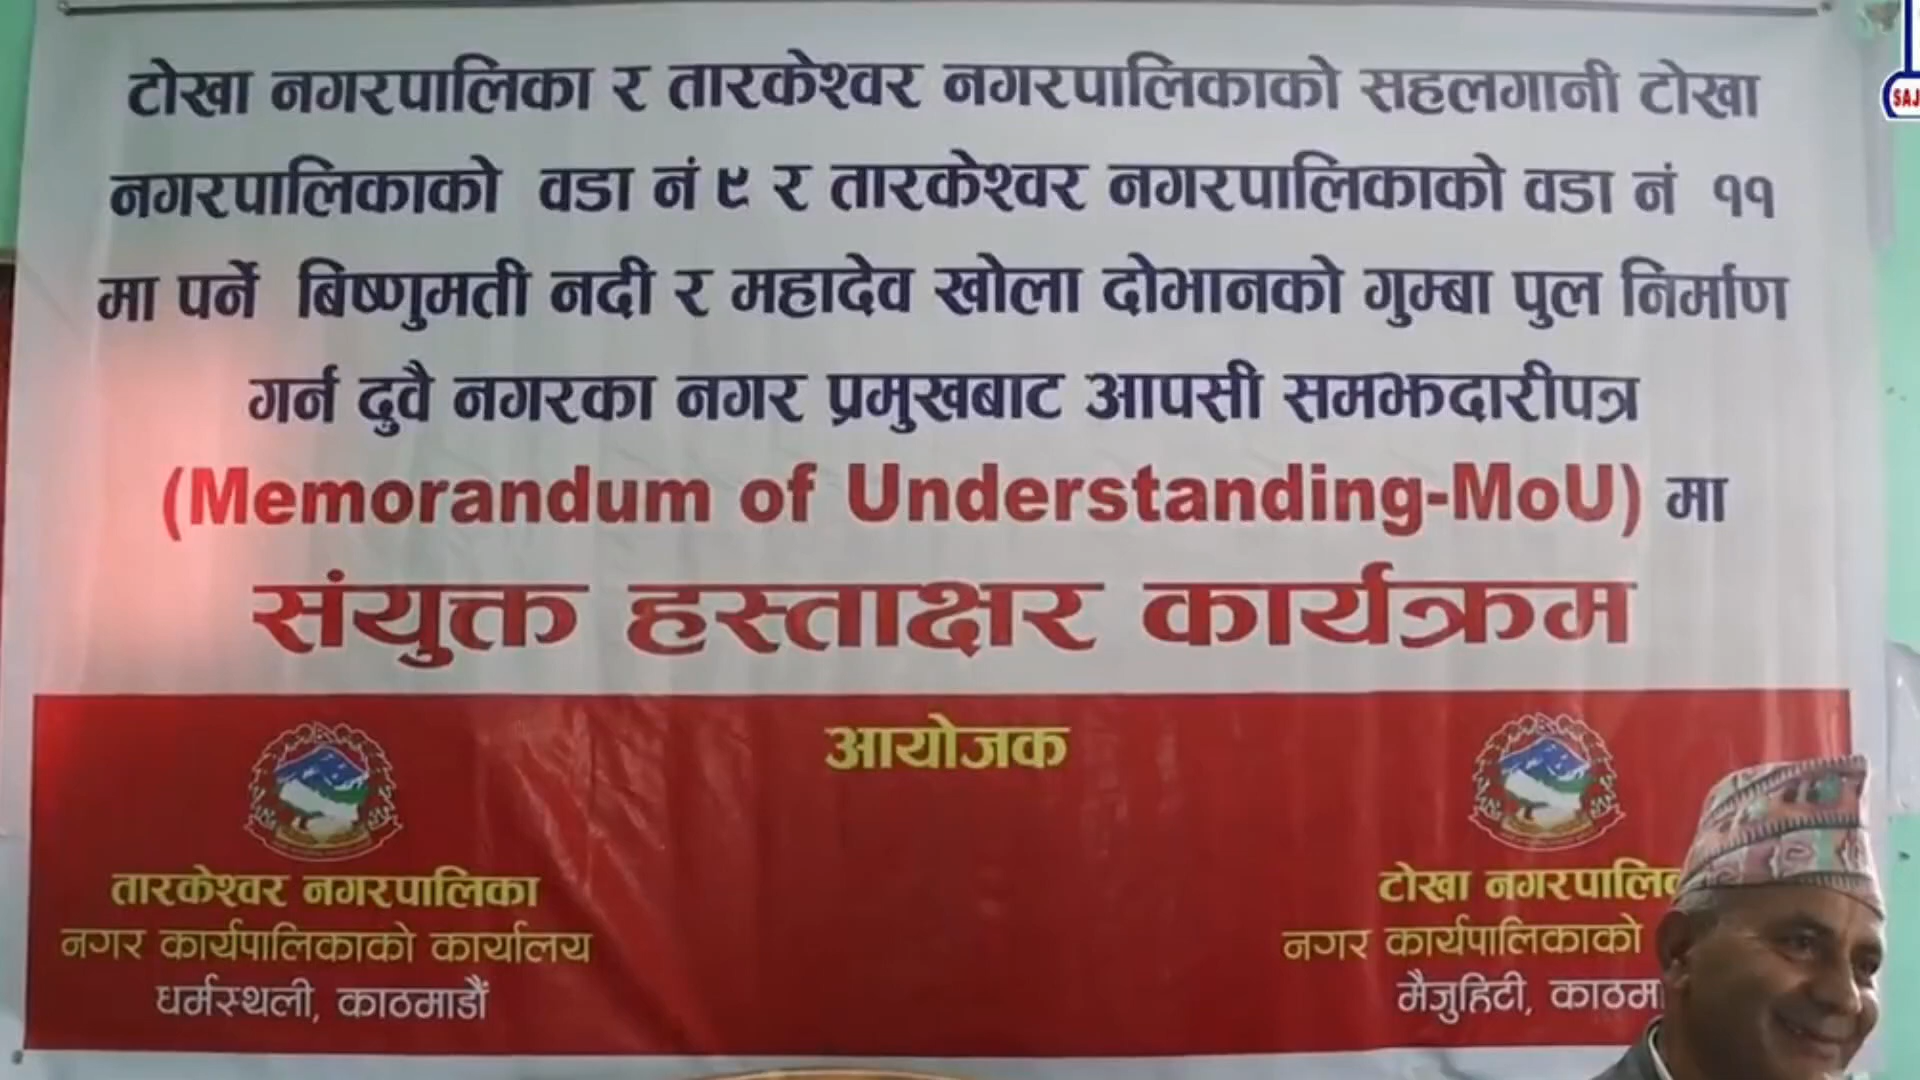 टोखा नगरपालिका र तारकेश्वर नगरपालिकाको सहलगानी टोखा
नगरपालिकाको वडा नं ९ र तारकेश्वर नगरपालिकाको वडा नं ११
मा पर्ने बिष्णुमती नदी र महादेव खोला दोभानको गुम्बा पुल निर्माण
गर्न दुवै नगरका नगर प्रमुखबाट आपसी समझदारीपत्र
(Memorandum of Understanding-MoU) मा
संयुक्त हस्ताक्षर कार्यक्रम
आयोजक
तारकेश्वर नगरपालिका
नगर कार्यपालिकाको कार्यालय
धर्मस्थली, काठमाडौं
टोखा
नगर कार्यपालिकाको
मैजुहिटी,
SAJ